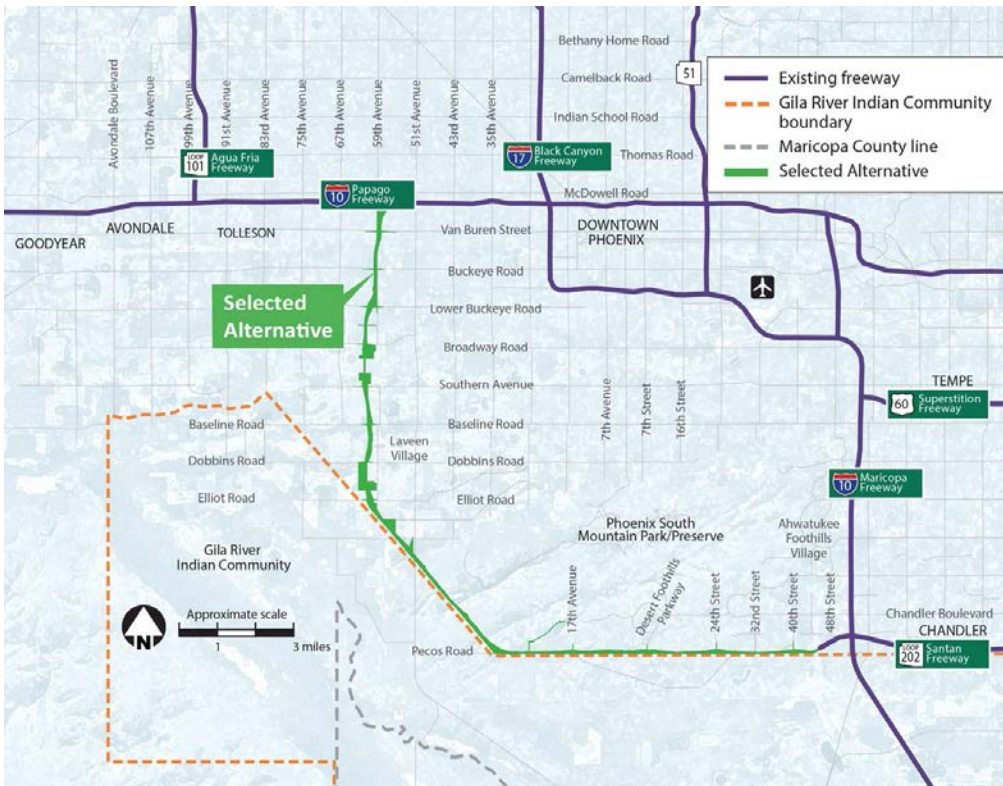 Bethany Home Road
Camelback Road
Indian School Road
Thomas Road
McDowell Road
51
Existing freeway
Gila River Indian Community
boundary
Maricopa County line
Selected Alternative
Avondale Boulevard
107th Avenue
99th Avenue
91st Avenue
83rd Avenue
75th Avenue
67th Avenue
59th Avenue
51st Avenue
43rd Avenue
35th Avenue
LOOP
101
Agua Fria
Freeway
10
Papago
Freeway
17
Black Canyon
Freeway
GOODYEAR
AVONDALE
TOLLESON
DOWNTOWN
PHOENIX
Van Buren Street
Buckeye Road
Lower Buckeye Road
Broadway Road
Southern Avenue
Baseline Road
Dobbins Road
Elliot Road
Selected
Alternative
Laveen
Village
7th Avenue
7th Street
16th Street
TEMPE
60
Superstition
Freeway
10
Maricopa
Freeway
Baseline Road
Dobbins Road
Elliot Road
Gila River
Indian Community
Phoenix South
Mountain Park/Preserve
Ahwatukee
Foothills
Village
N
Approximate scale
1
3 miles
Pecos Road
17th Avenue
Desert Foothills
Parkway
24th Street
32nd Street
40th Street
48th Street
Chandler Boulevard
CHANDLER
LOOP
202
Santan
Freeway